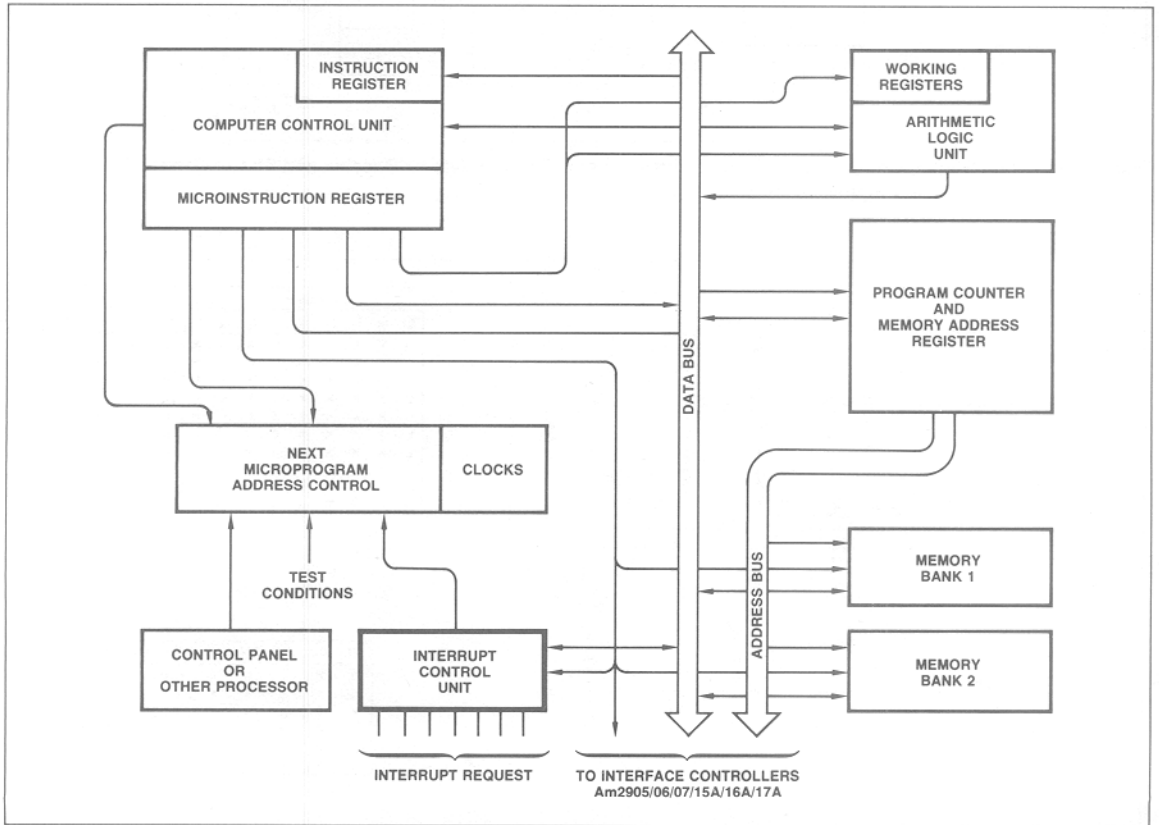 INSTRUCTION
REGISTER
COMPUTER CONTROL UNIT
MICROINSTRUCTION REGISTER
WORKING
REGISTERS
ARITHMETIC
LOGIC
UNIT
PROGRAM COUNTER
AND
MEMORY ADDRESS
REGISTER
DATA BUS
NEXT
MICROPROGRAM
ADDRESS CONTROL
CLOCKS
TEST
CONDITIONS
ADDRESS BUS
MEMORY
BANK 1
CONTROL PANEL
OR
OTHER PROCESSOR
INTERRUPT
CONTROL
UNIT
MEMORY
BANK 2
INTERRUPT REQUEST
TO INTERFACE CONTROLLERS
Am2905/06/07/15A/16A/17A